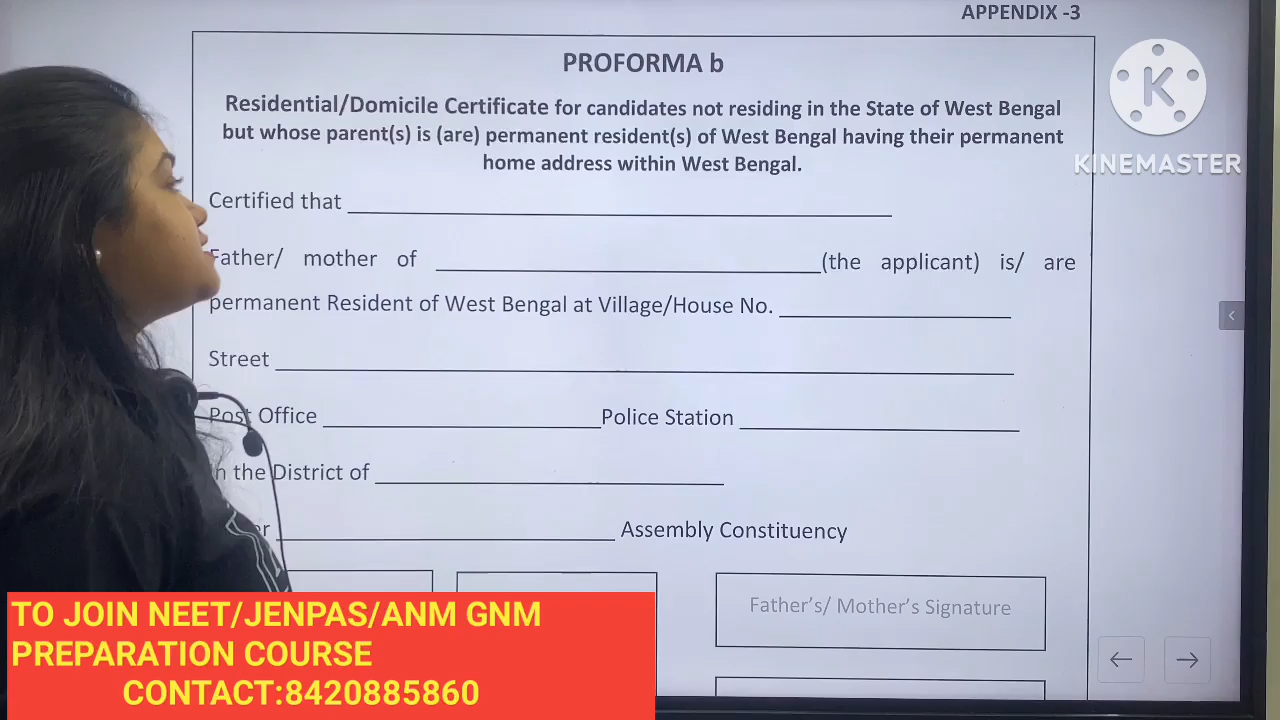 APPENDIX -3
PROFORMA b
Residential/Domicile Certificate for candidates not residing in the State of West Bengal
but whose parent(s) is (are) permanent resident(s) of West Bengal having their permanent
home address within West Bengal.
KINEMASTER
Certified that
Father/ mother of (the applicant) is/ are
permanent Resident of West Bengal at Village/House No.
Street
Post Office Police Station
In the District of
Assembly Constituency
Father's/ Mother's Signature
TO JOIN NEET/JENPAS/ANM GNM
PREPARATION COURSE
CONTACT:8420885860